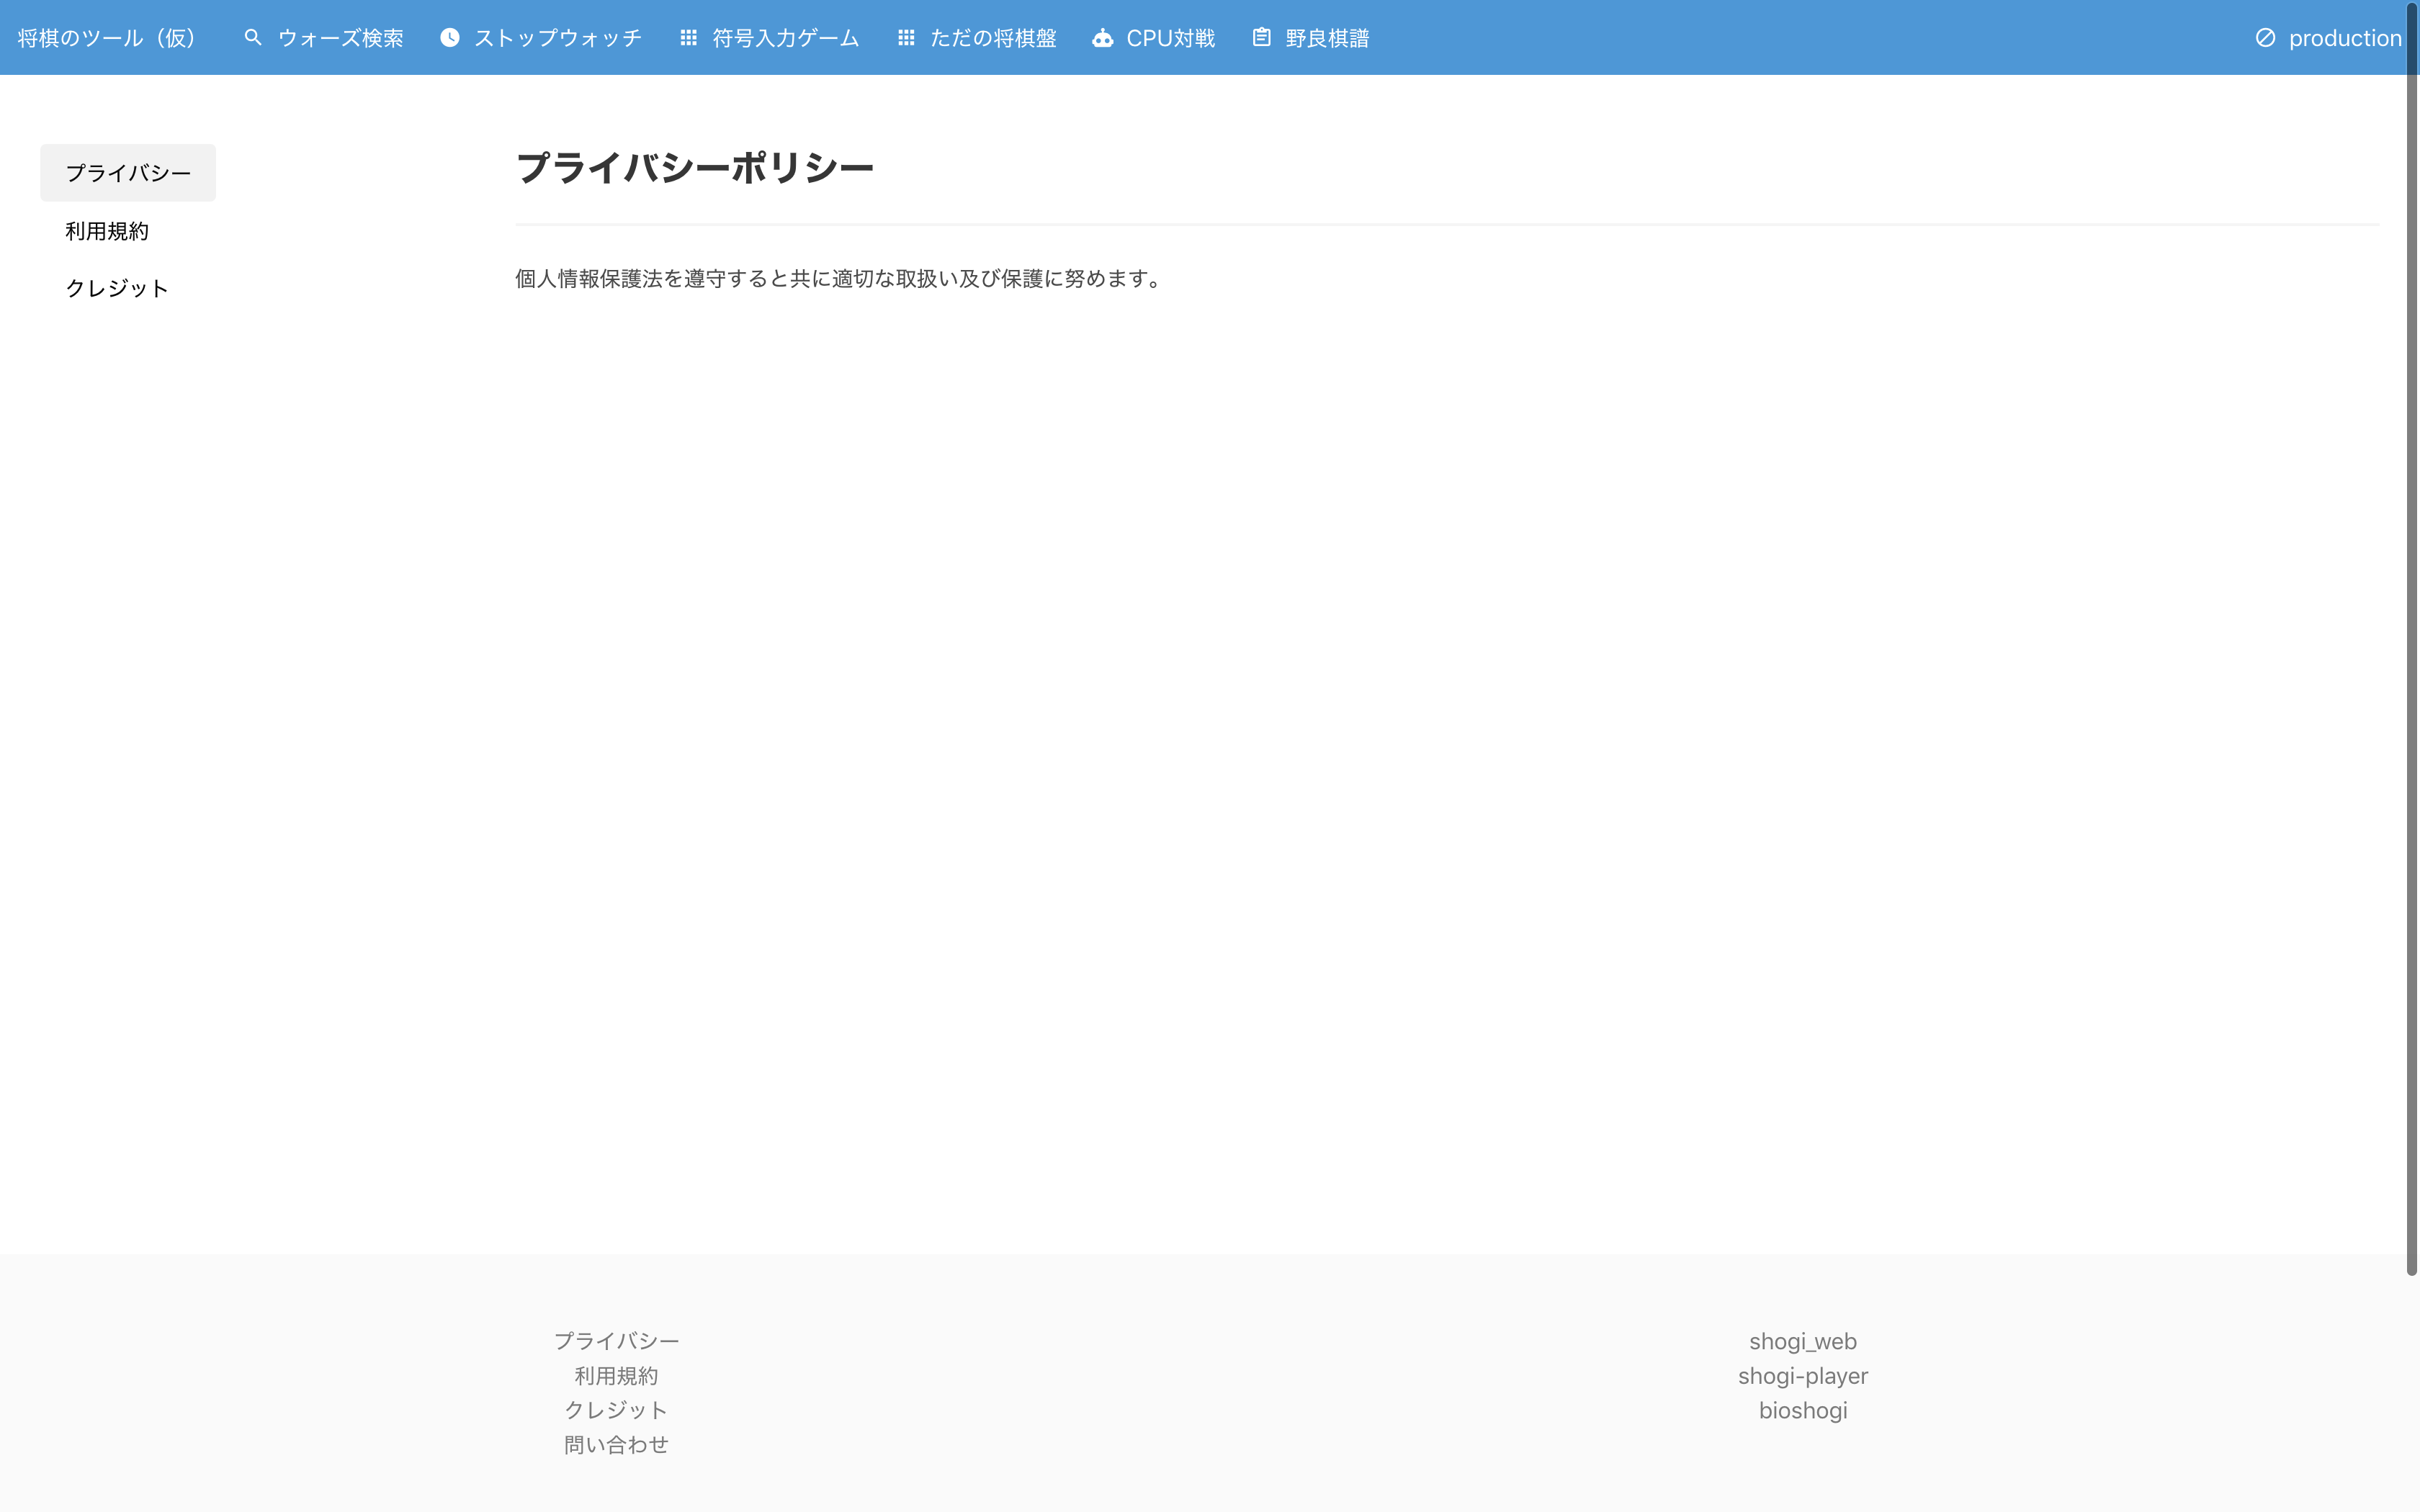 将棋のツール（仮） ウォーズ検索 ストップウォッチ 符号入力ゲーム ただの将棋盤 CPU対戦 野良棋譜 production
プライバシー
利用規約
クレジット
プライバシーポリシー
個人情報保護法を遵守すると共に適切な取扱い及び保護に努めます。
プライバシー
利用規約
クレジット
問い合わせ
shogi_web
shogi-player
bioshogi